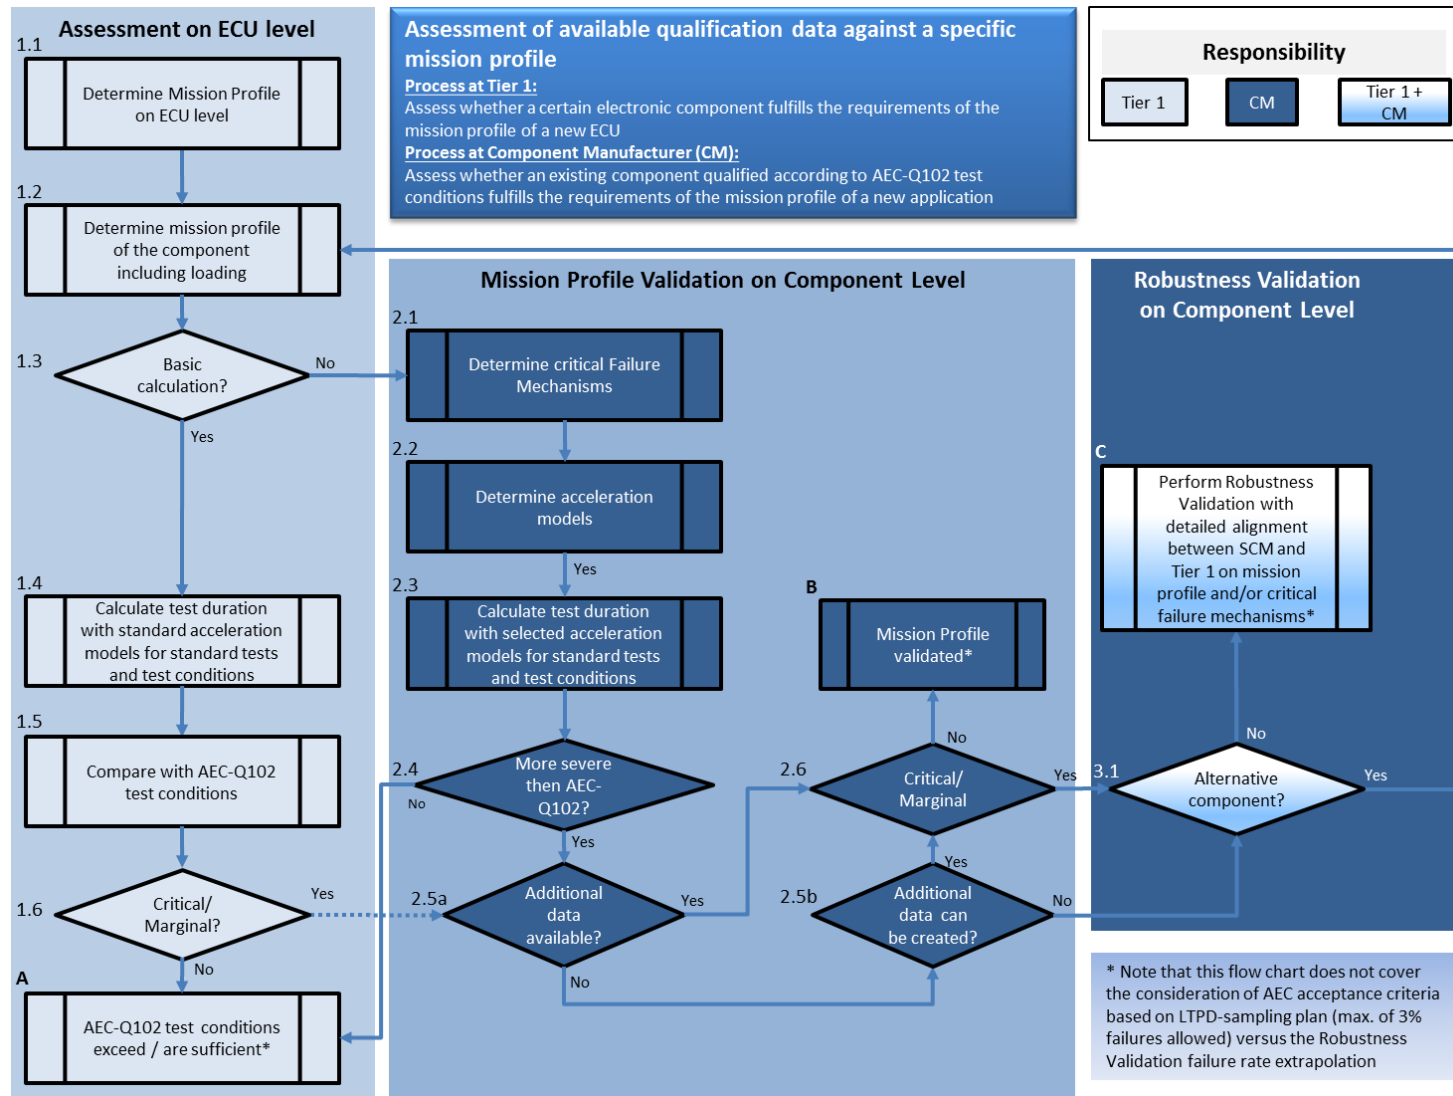 Assessment on ECU level
1.1
Determine Mission Profile
on ECU level
1.2
Determine mission profile
of the component
including loading
1.3
Basic
calculation?
No
Yes
1.4
Calculate test duration
with standard acceleration
models for standard tests
and test conditions
1.5
Compare with AEC-Q102
test conditions
1.6
Critical/
Marginal?
Yes
No
A
AEC-Q102 test conditions
exceed / are sufficient*
Assessment of available qualification data against a specific
mission profile
Process at Tier 1:
Assess whether a certain electronic component fulfills the requirements of the
mission profile of a new ECU
Process at Component Manufacturer (CM):
Assess whether an existing component qualified according to AEC-Q102 test
conditions fulfills the requirements of the mission profile of a new application
Responsibility
Tier 1
CM
Tier 1 +
CM
Mission Profile Validation on Component Level
2.1
Determine critical Failure
Mechanisms
2.2
Determine acceleration
models
Yes
2.3
Calculate test duration
with selected acceleration
models for standard tests
and test conditions
2.4
No
More severe
then AEC-
Q102?
Yes
2.5a
Additional
data
available?
Yes
No
B
Mission Profile
validated*
No
2.6
Critical/
Marginal
Yes
Yes
2.5b
Additional
data can
be created?
No
Robustness Validation
on Component Level
C
Perform Robustness
Validation with
detailed alignment
between SCM and
Tier 1 on mission
profile and/or critical
failure mechanisms*
No
3.1
Alternative
component?
Yes
* Note that this flow chart does not cover
the consideration of AEC acceptance criteria
based on LTPD-sampling plan (max. of 3%
failures allowed) versus the Robustness
Validation failure rate extrapolation